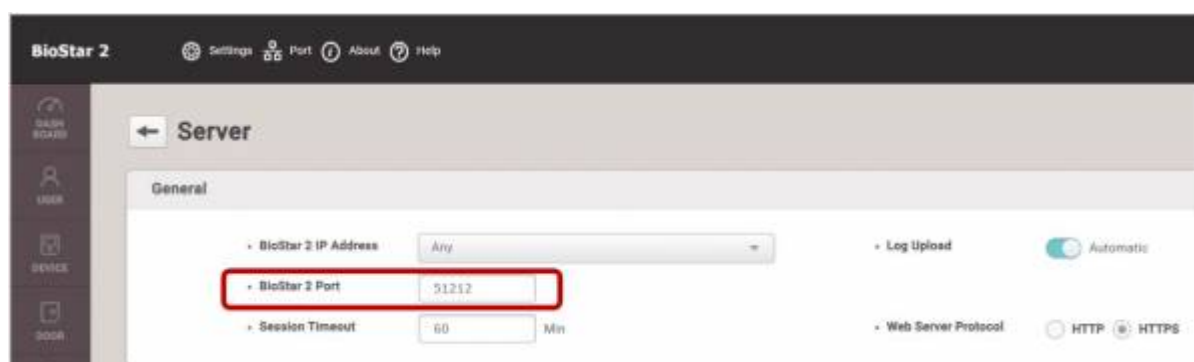 BioStar 2 Settings Port About Help
DASH
BOARD
← Server
USER
General
BioStar 2 IP Address Any Log Upload Automatic
DEVICE
BioStar 2 Port 51212
DOOR
Session Timeout 60 Min Web Server Protocol HTTP HTTPS